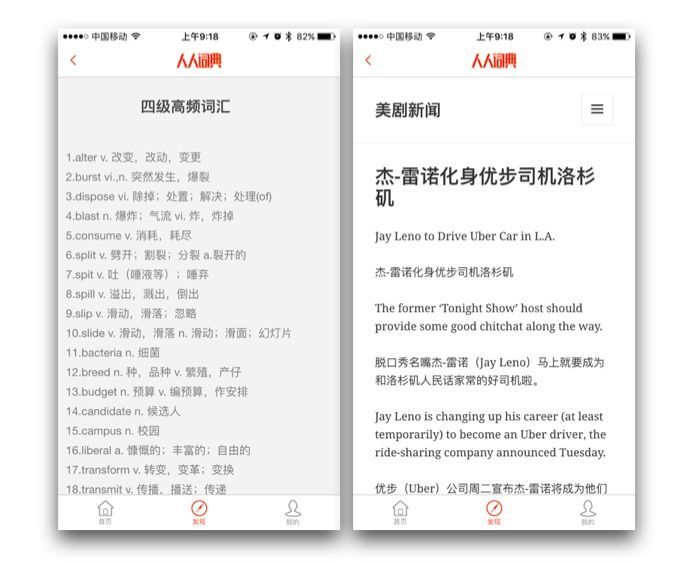 中国移动 上午9:18 82%
人人词典
四级高频词汇
1.alter v. 改变，改动，变更
2.burst vi.,n. 突然发生，爆裂
3.dispose vi. 除掉；处置；解决；处理(of)
4.blast n. 爆炸；气流 vi. 炸，炸掉
5.consume v. 消耗，耗尽
6.split v. 劈开；割裂；分裂 a.裂开的
7.spit v. 吐（唾液等）；唾弃
8.spill v. 溢出，溅出，倒出
9.slip v. 滑动，滑落；忽略
10.slide v. 滑动，滑落 n. 滑动；滑面；幻灯片
11.bacteria n. 细菌
12.breed n. 种，品种 v. 繁殖，产仔
13.budget n. 预算 v. 编预算，作安排
14.candidate n. 候选人
15.campus n. 校园
16.liberal a. 慷慨的；丰富的；自由的
17.transform v. 转变，变革；变换
18.transmit v. 传播，播送；传递
首页 发现 我的
中国移动 上午9:18 83%
人人词典
美剧新闻
杰-雷诺化身优步司机洛杉
矶
Jay Leno to Drive Uber Car in L.A.
杰-雷诺化身优步司机洛杉矶
The former ‘Tonight Show’ host should
provide some good chitchat along the way.
脱口秀名嘴杰-雷诺（Jay Leno）马上就要成为
和洛杉矶人民话家常的好司机啦。
Jay Leno is changing up his career (at least
temporarily) to become an Uber driver, the
ride-sharing company announced Tuesday.
优步（Uber）公司周二宣布杰-雷诺将成为他们
首页 发现 我的